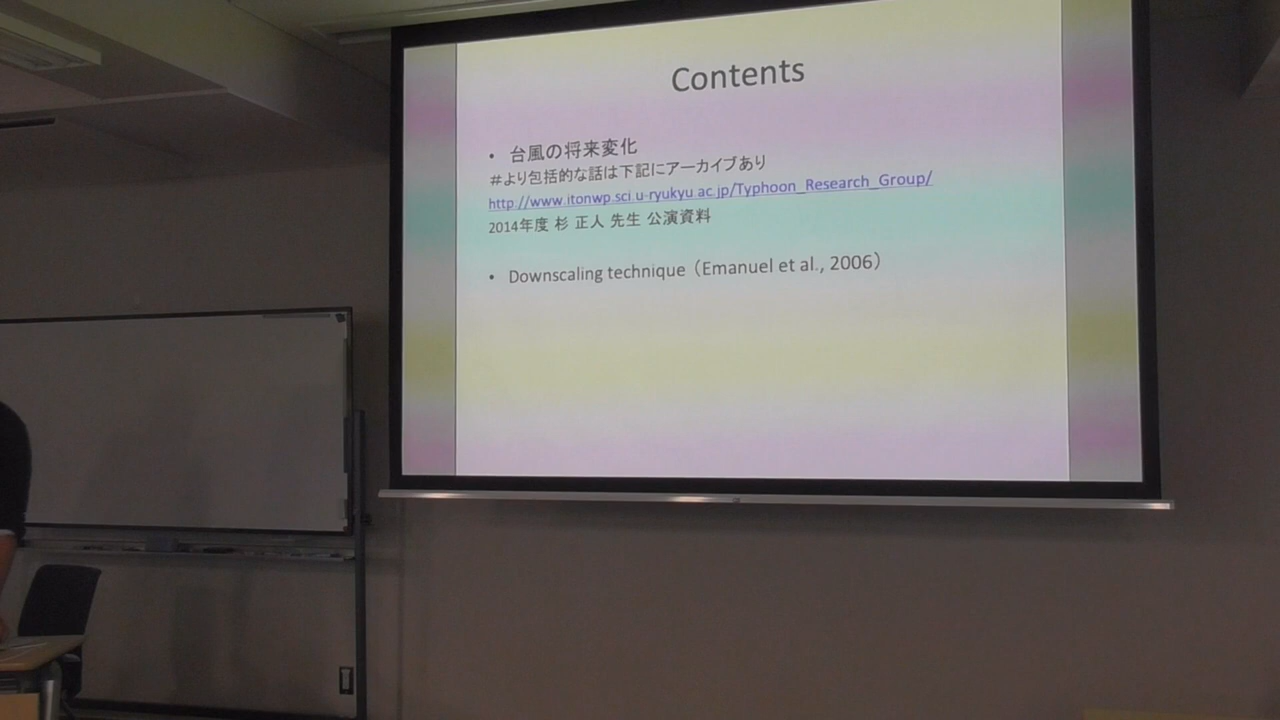 Contents
• 台風の将来変化
#より包括的な話は下記にアーカイブあり
http://www.itonwp.sci.u-ryukyu.ac.jp/Typhoon_Research_Group/
2014年度 杉 正人 先生 公演資料
• Downscaling technique（Emanuel et al., 2006）